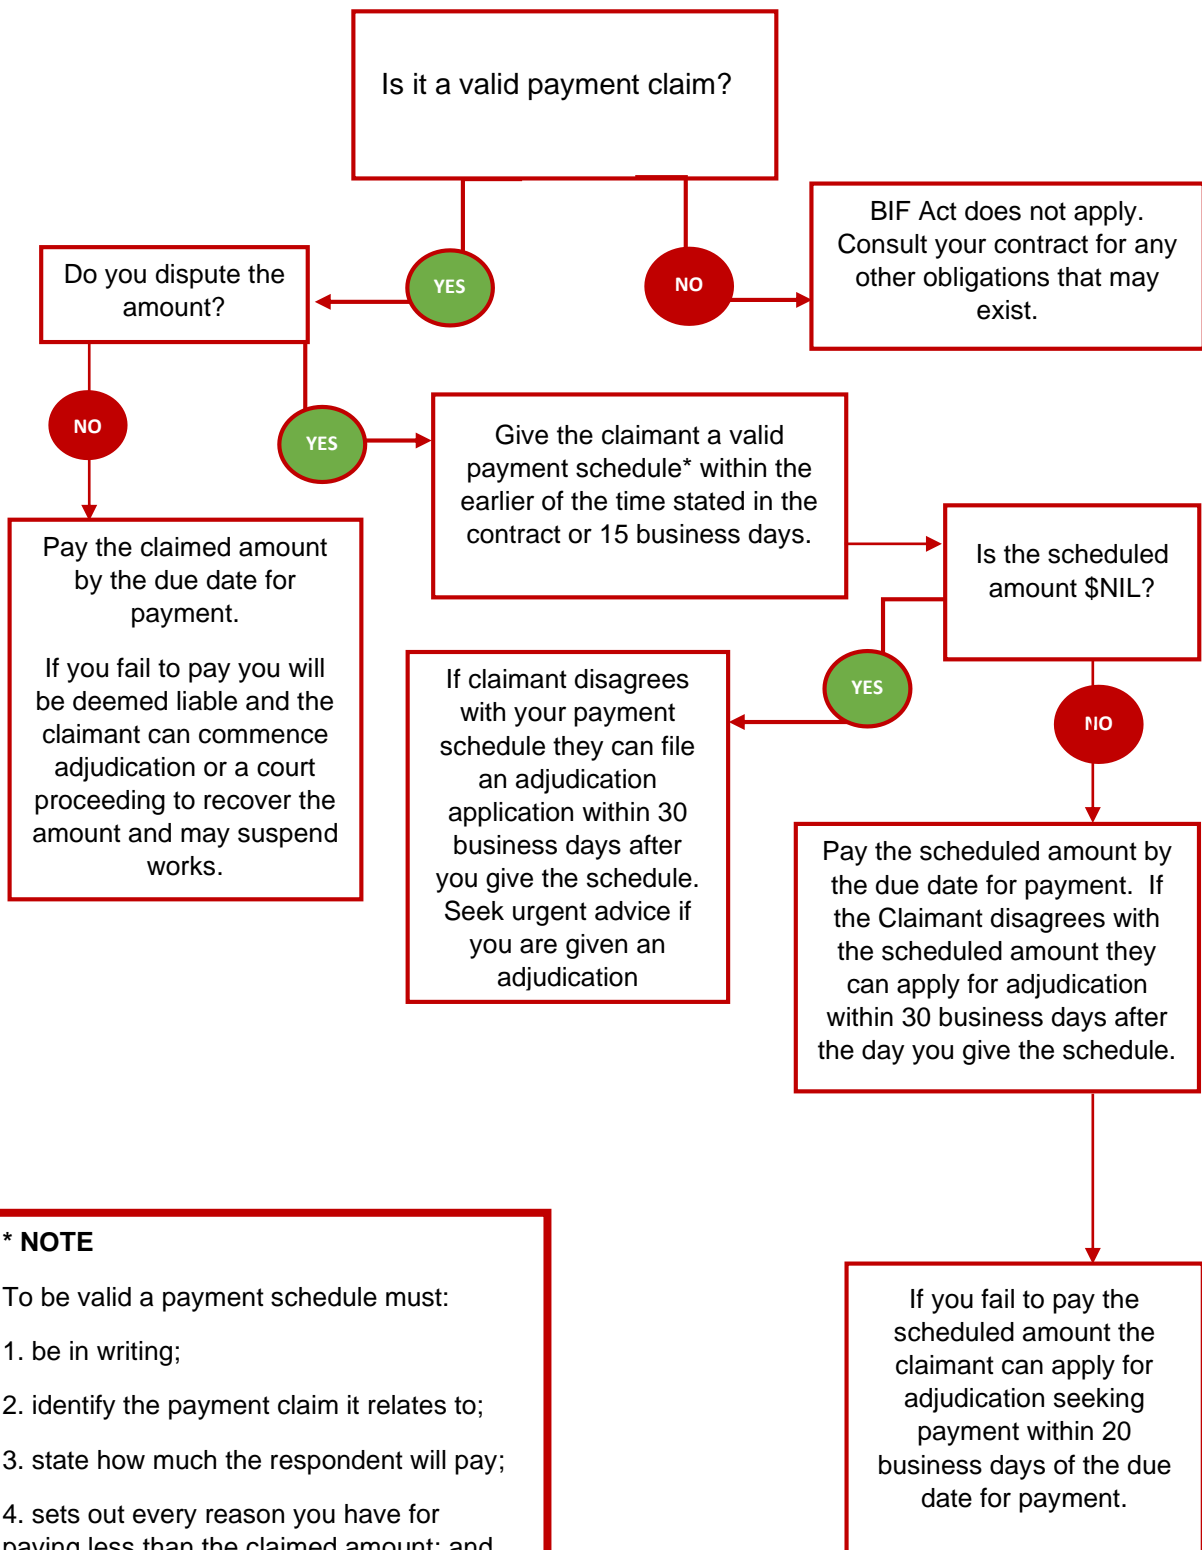 Is it a valid payment claim?
YES
NO
BIF Act does not apply.
Consult your contract for any
other obligations that may
exist.
Do you dispute the
amount?
NO
YES
Give the claimant a valid
payment schedule* within the
earlier of the time stated in the
contract or 15 business days.
Pay the claimed amount
by the due date for
payment.
If you fail to pay you will
be deemed liable and the
claimant can commence
adjudication or a court
proceeding to recover the
amount and may suspend
works.
Is the scheduled
amount $NIL?
YES
NO
If claimant disagrees
with your payment
schedule they can file
an adjudication
application within 30
business days after
you give the schedule.
Seek urgent advice if
you are given an
adjudication
Pay the scheduled amount by
the due date for payment.  If
the Claimant disagrees with
the scheduled amount they
can apply for adjudication
within 30 business days after
the day you give the schedule.
If you fail to pay the
scheduled amount the
claimant can apply for
adjudication seeking
payment within 20
business days of the due
date for payment.
* NOTE
To be valid a payment schedule must:
1. be in writing;
2. identify the payment claim it relates to;
3. state how much the respondent will pay;
4. sets out every reason you have for
paying less than the claimed amount; and